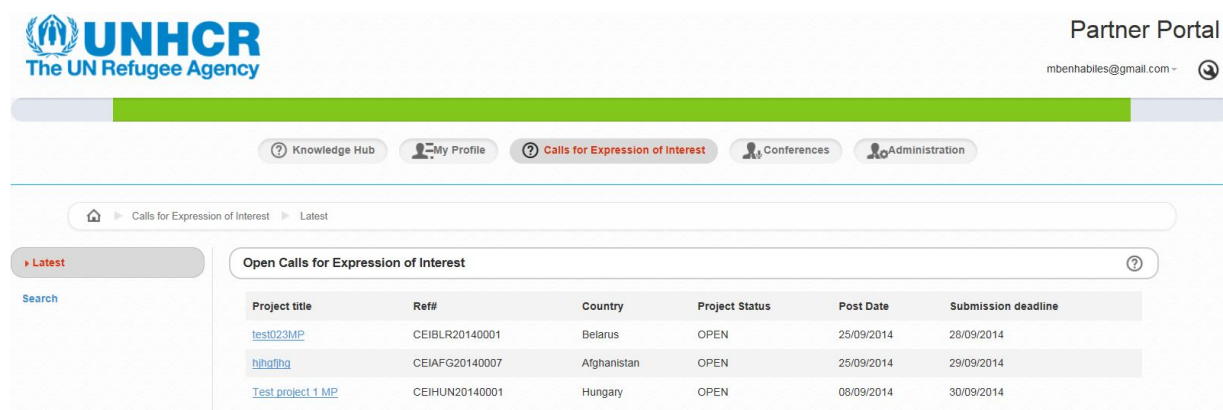 UNHCR
The UN Refugee Agency
Partner Portal
mbenhabiles@gmail.com
Knowledge Hub My Profile Calls for Expression of Interest Conferences Administration
Calls for Expression of Interest Latest
Latest
Search
Open Calls for Expression of Interest
Project title Ref# Country Project Status Post Date Submission deadline
test023MP CEIBLR20140001 Belarus OPEN 25/09/2014 28/09/2014
hjhgfjhg CEIAFG20140007 Afghanistan OPEN 25/09/2014 29/09/2014
Test project 1 MP CEIHUN20140001 Hungary OPEN 08/09/2014 30/09/2014